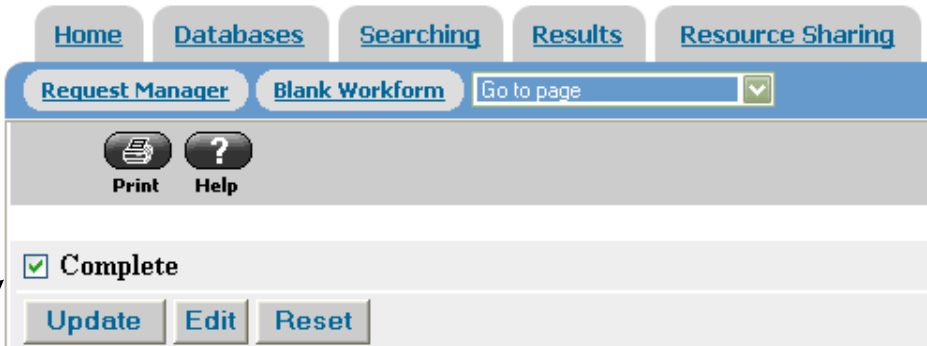 Home Databases Searching Results Resource Sharing
Request Manager Blank Workform Go to page
?
Print Help
Complete
Update Edit Reset